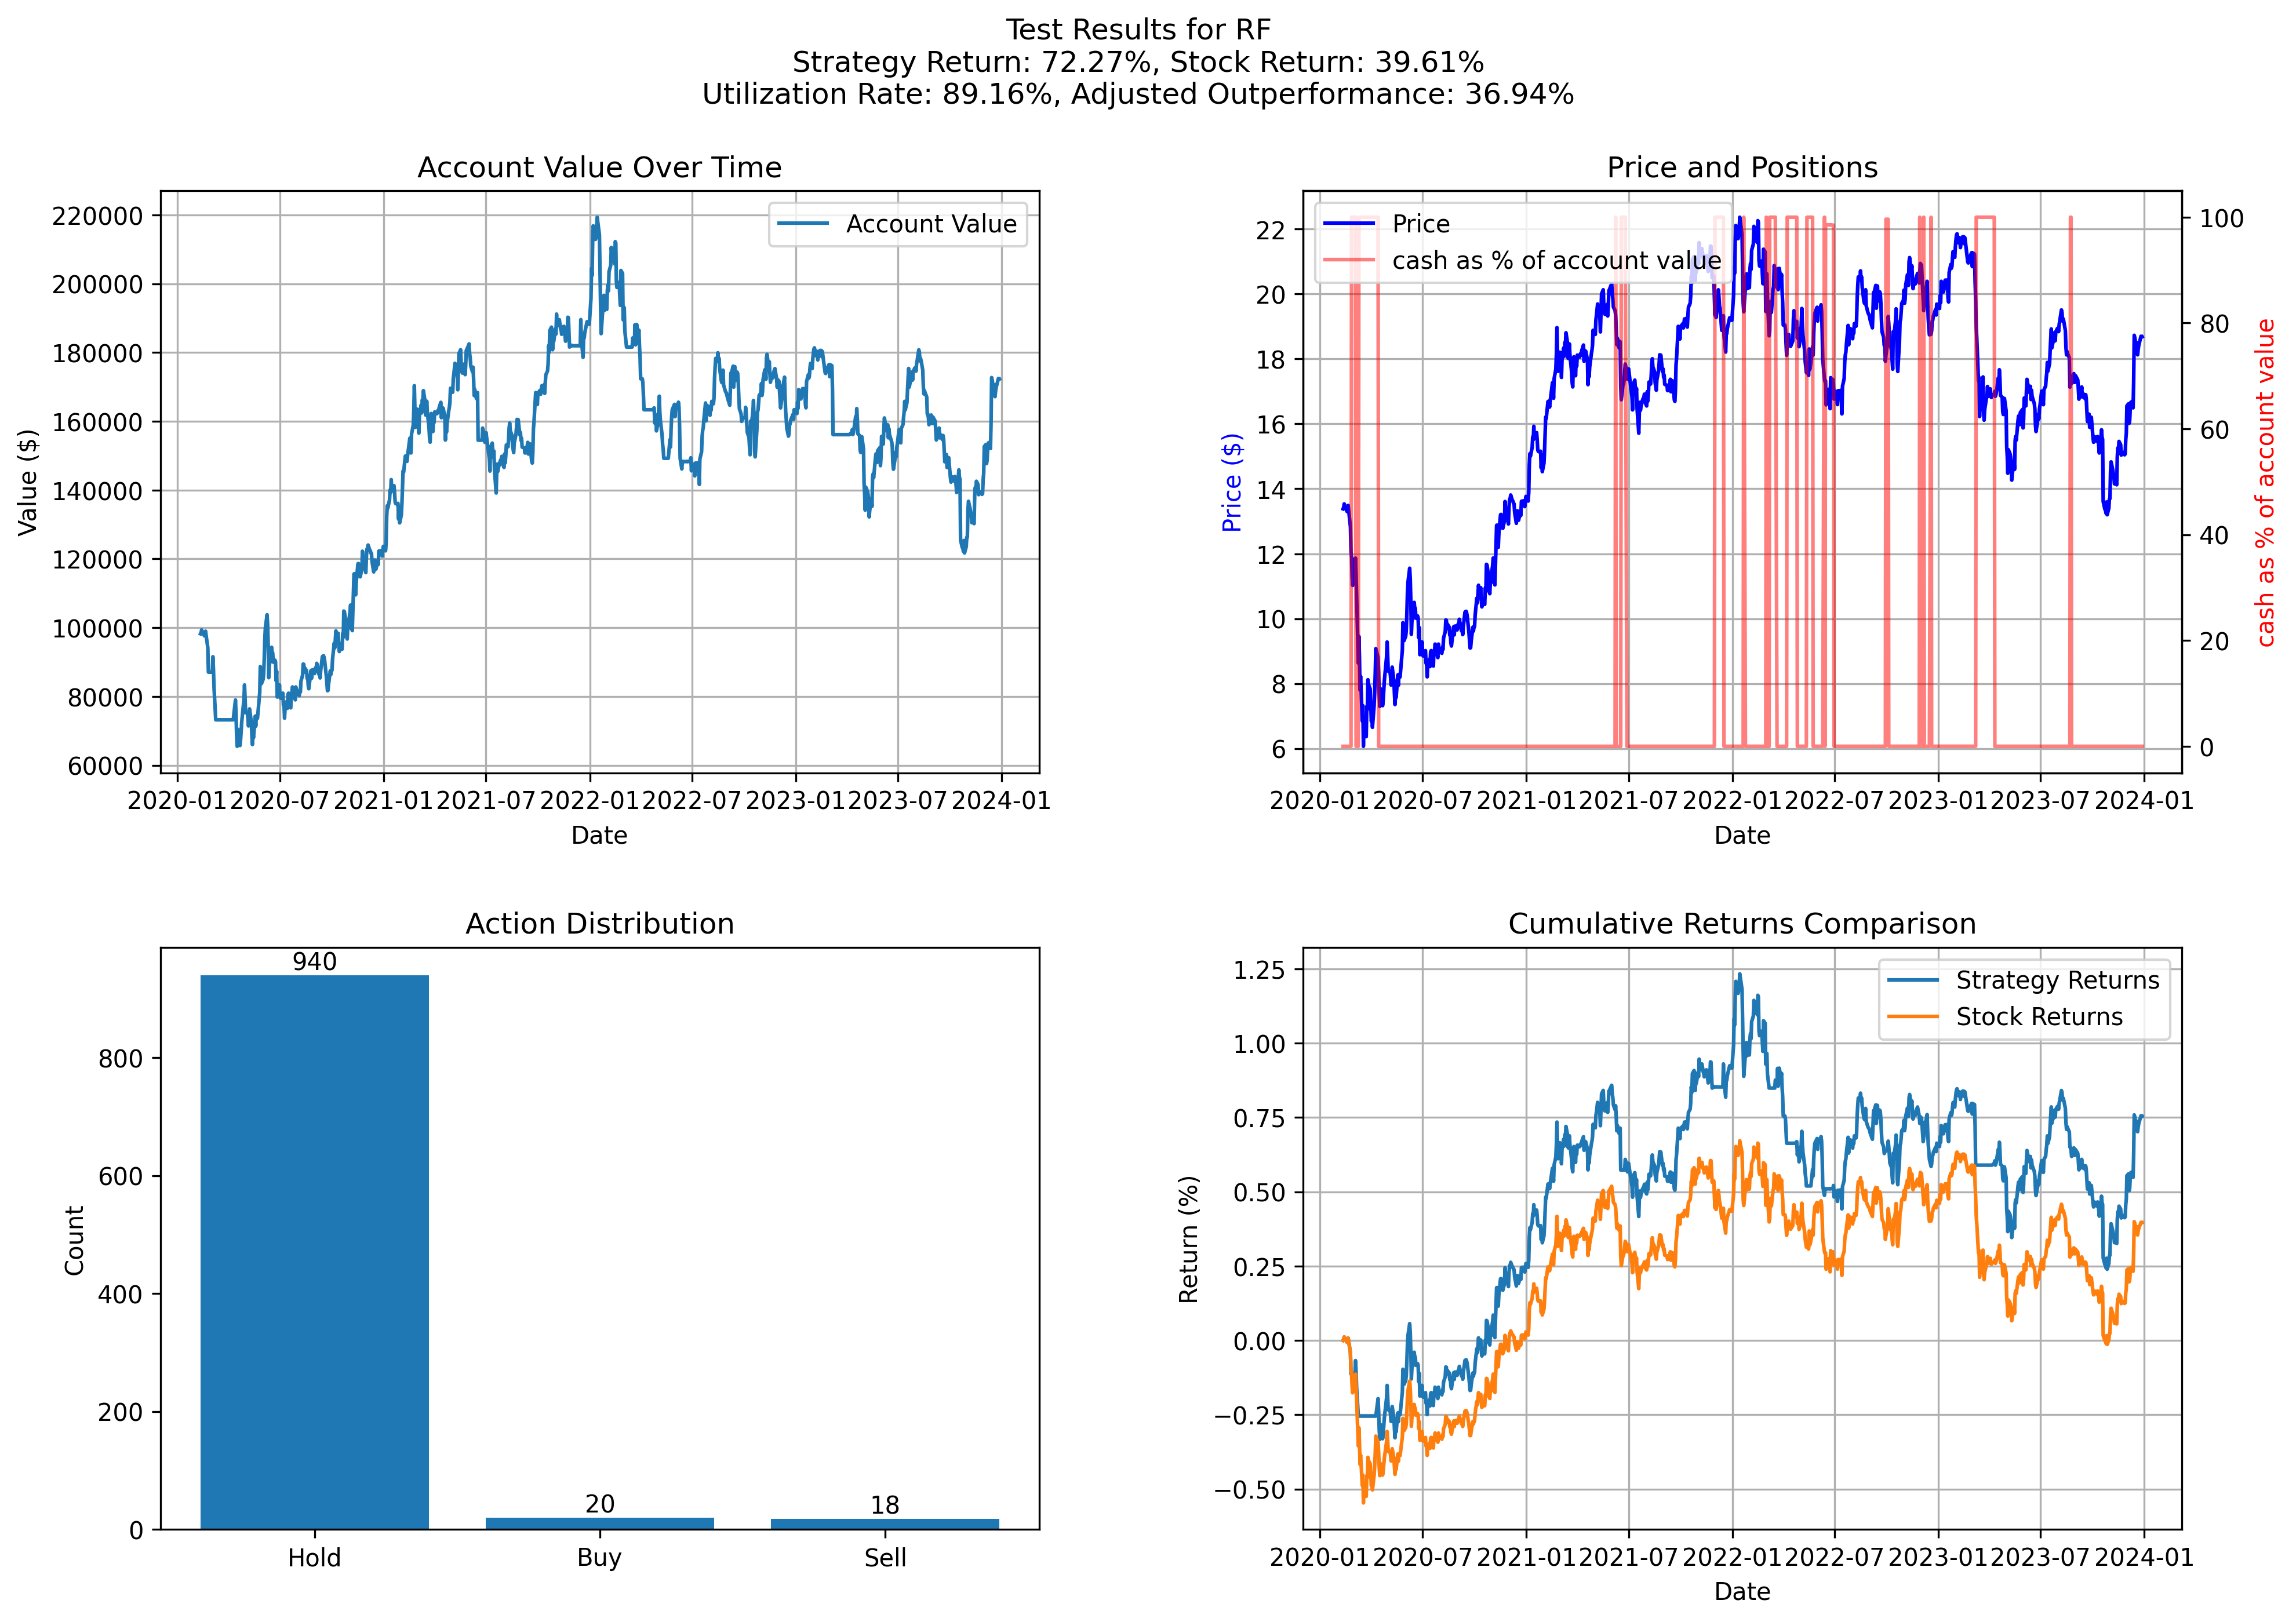 Test Results for RF
Strategy Return: 72.27%, Stock Return: 39.61%
Utilization Rate: 89.16%, Adjusted Outperformance: 36.94%
Account Value Over Time
Value ($)
220000
200000
180000
160000
140000
120000
100000
80000
60000
Account Value
2020-01 2020-07 2021-01 2021-07 2022-01 2022-07 2023-01 2023-07 2024-01
Date
Price and Positions
Price ($)
22
20
18
16
14
12
10
8
6
Price
cash as % of account value
100
80
60
40
20
0
cash as % of account value
2020-01 2020-07 2021-01 2021-07 2022-01 2022-07 2023-01 2023-07 2024-01
Date
Action Distribution
Count
800
600
400
200
0
940
20
18
Hold Buy Sell
Cumulative Returns Comparison
Return (%)
1.25
1.00
0.75
0.50
0.25
0.00
−0.25
−0.50
Strategy Returns
Stock Returns
2020-01 2020-07 2021-01 2021-07 2022-01 2022-07 2023-01 2023-07 2024-01
Date